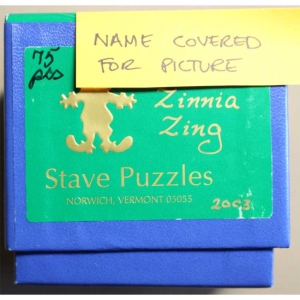 NAME COVERED
FOR PICTURE
75
pcs
Zinnia
Zing
Stave Puzzles
NORWICH, VERMONT 05055
2003